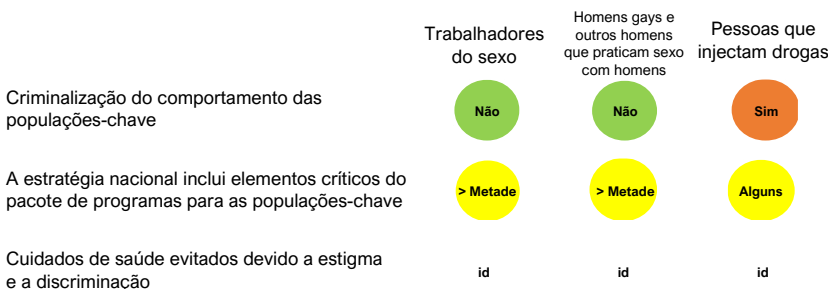 Trabalhadores
do sexo
Homens gays e
outros homens
que praticam sexo
com homens
Pessoas que
injectam drogas
Criminalização do comportamento das
populações-chave
Não
Não
Sim
A estratégia nacional inclui elementos críticos do
pacote de programas para as populações-chave
> Metade
> Metade
Alguns
Cuidados de saúde evitados devido a estigma
e a discriminação
id
id
id